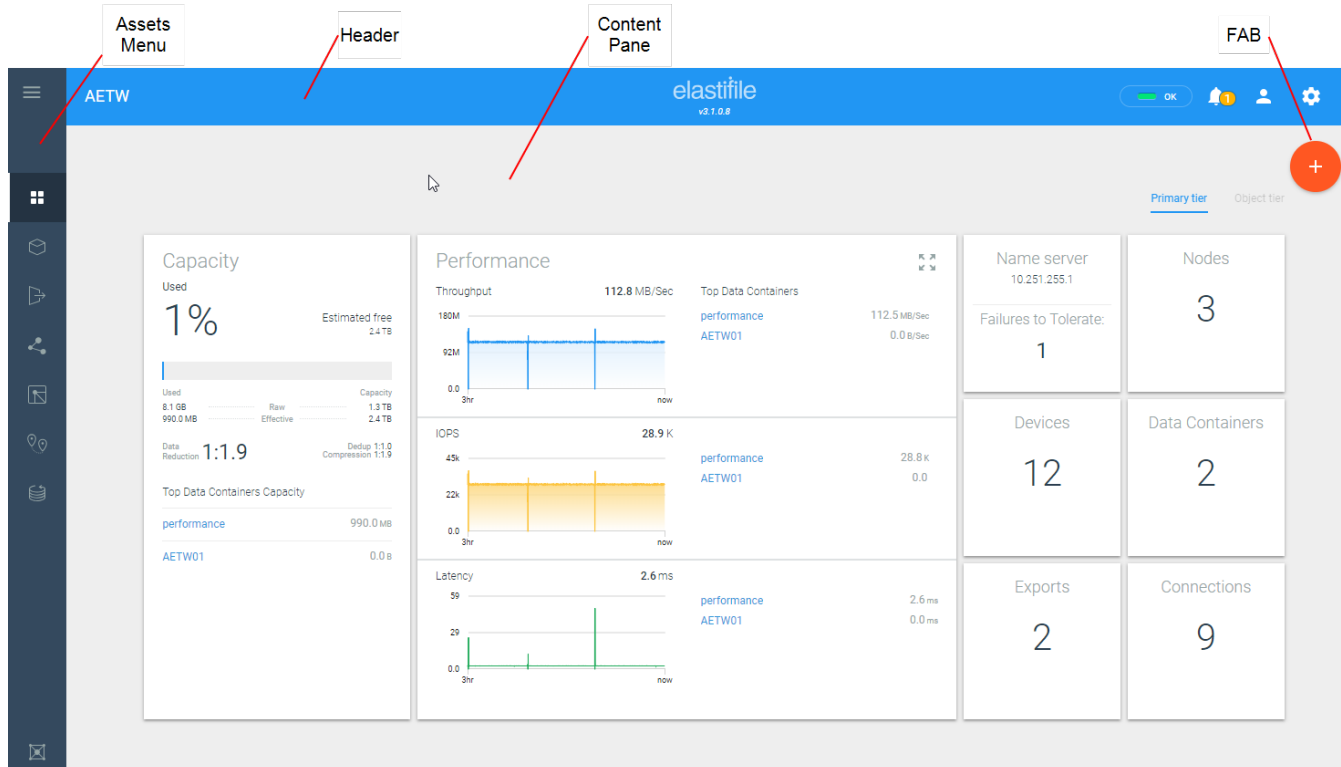 Assets
Menu
Header
Content
Pane
FAB
AETW
elastifile
v3.1.0.8
OK
1
Primary tier
Object tier
Capacity
Used
1%
Estimated free
2.4 TB
Used
Capacity
8.1 GB Raw 1.3 TB
990.0 MB Effective 2.4 TB
Data
Reduction 1:1.9
Dedup 1:1.0
Compression 1:1.9
Top Data Containers Capacity
performance 990.0 MB
AETW01 0.0 B
Performance
Throughput 112.8 MB/Sec
180M
92M
0.0
3hr now
Top Data Containers
performance 112.5 MB/Sec
AETW01 0.0 B/Sec
IOPS 28.9 K
45k
22k
0.0
3hr now
performance 28.8 K
AETW01 0.0
Latency 2.6 ms
59
29
0.0
3hr now
performance 2.6 ms
AETW01 0.0 ms
Name server
10.251.255.1
Failures to Tolerate:
1
Nodes
3
Devices
12
Data Containers
2
Exports
2
Connections
9